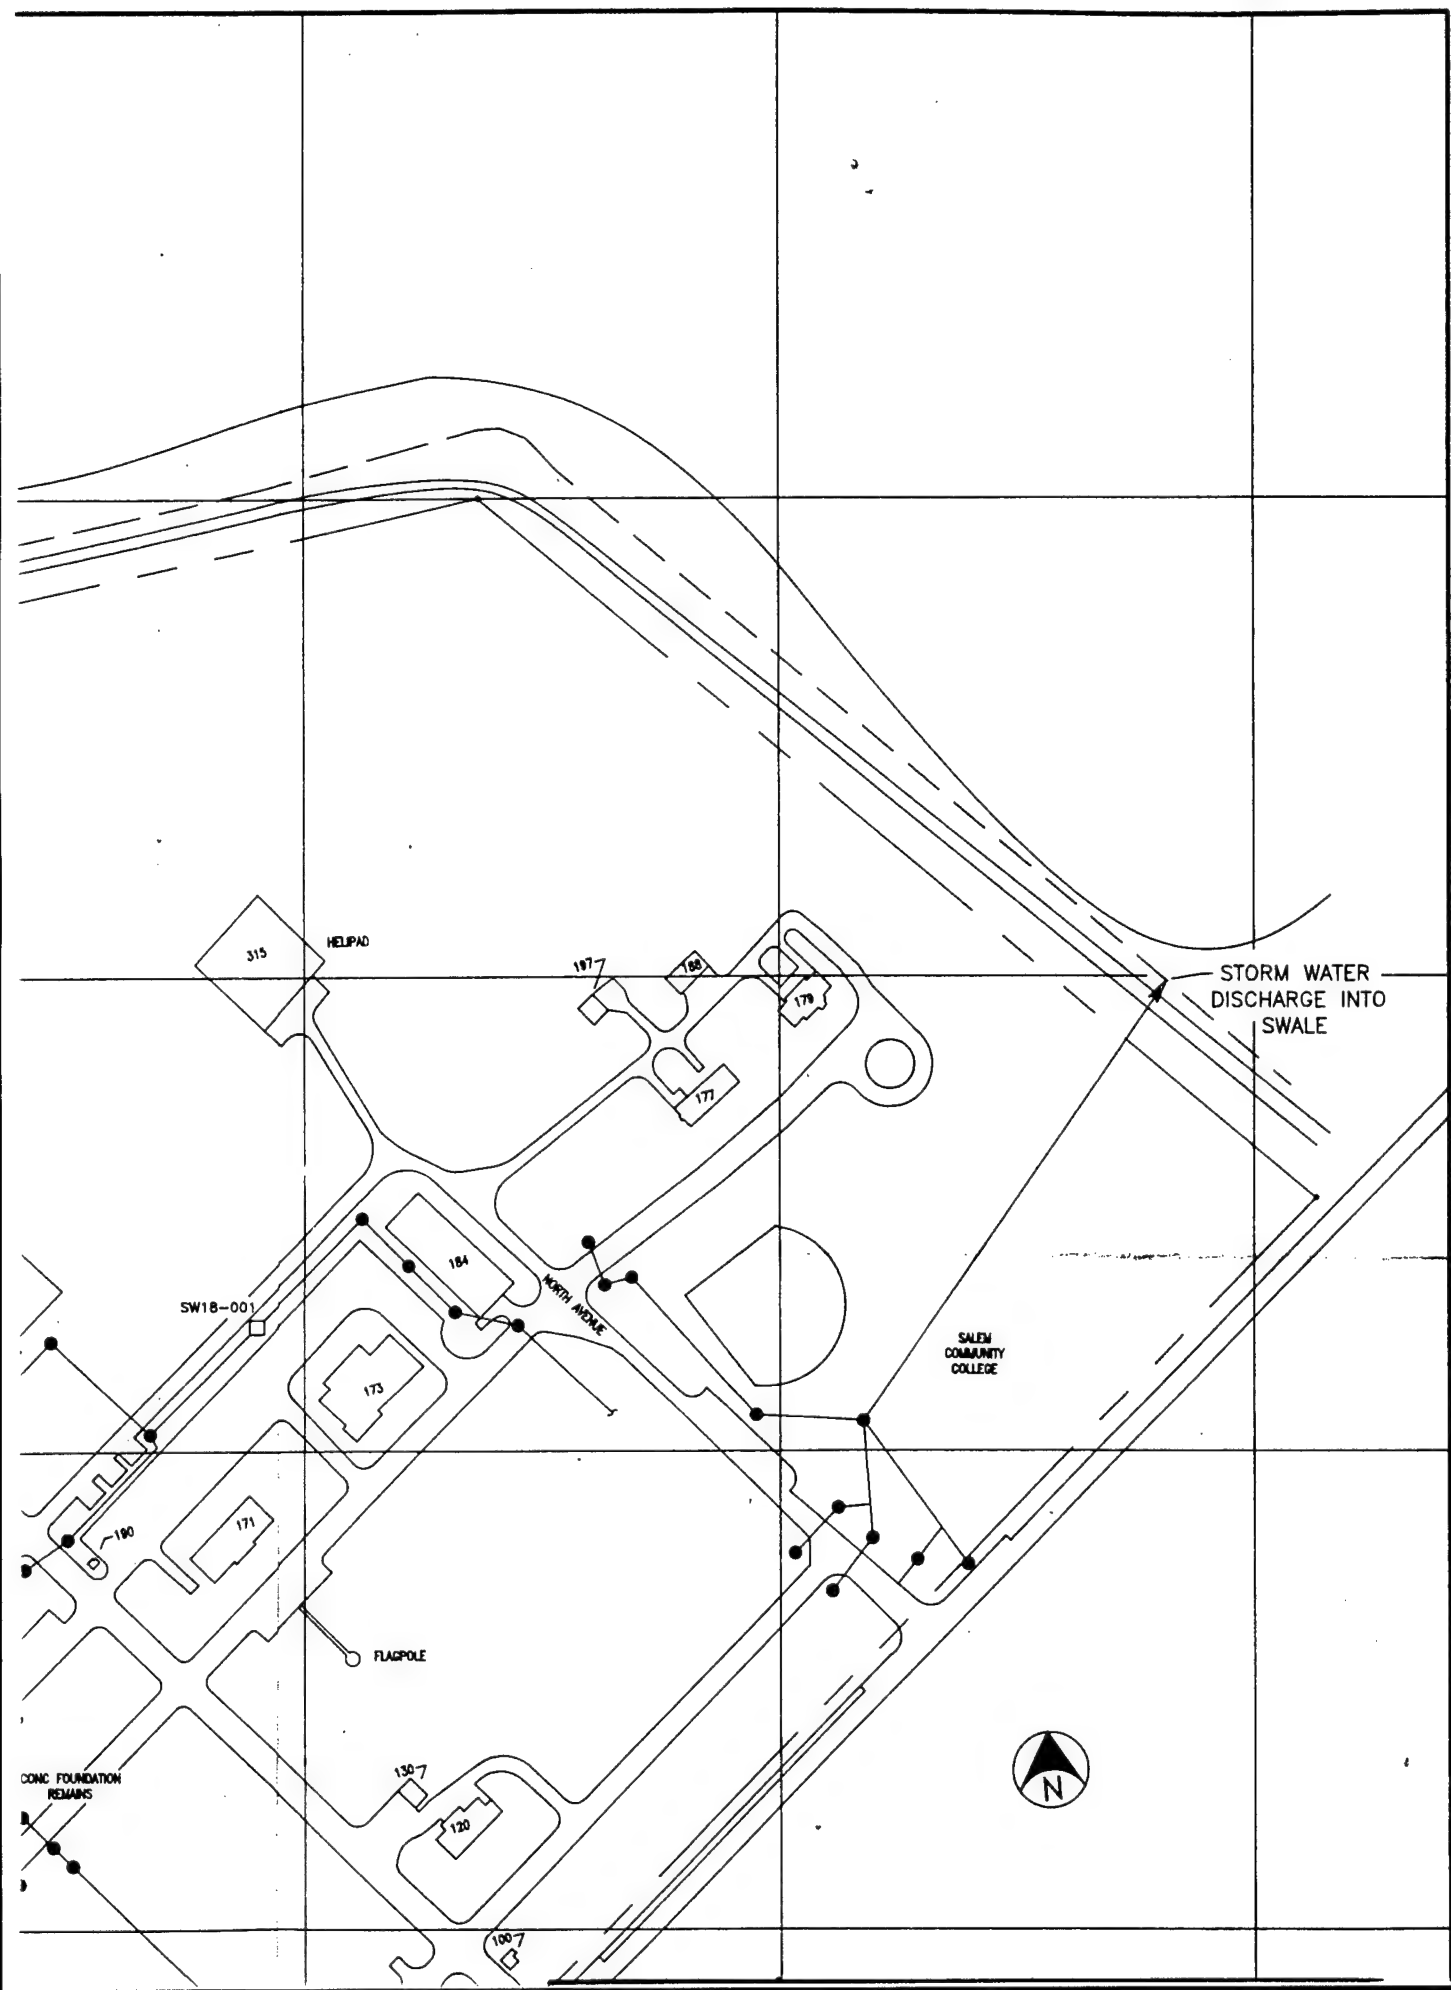 315
HELIPAD
197
188
179
STORM WATER
DISCHARGE INTO
SWALE
177
184
NORTH AVENUE
SW18-001
SALEM
COMMUNITY
COLLEGE
173
171
190
FLAGPOLE
CONC FOUNDATION
REMAINS
130
120
N
100